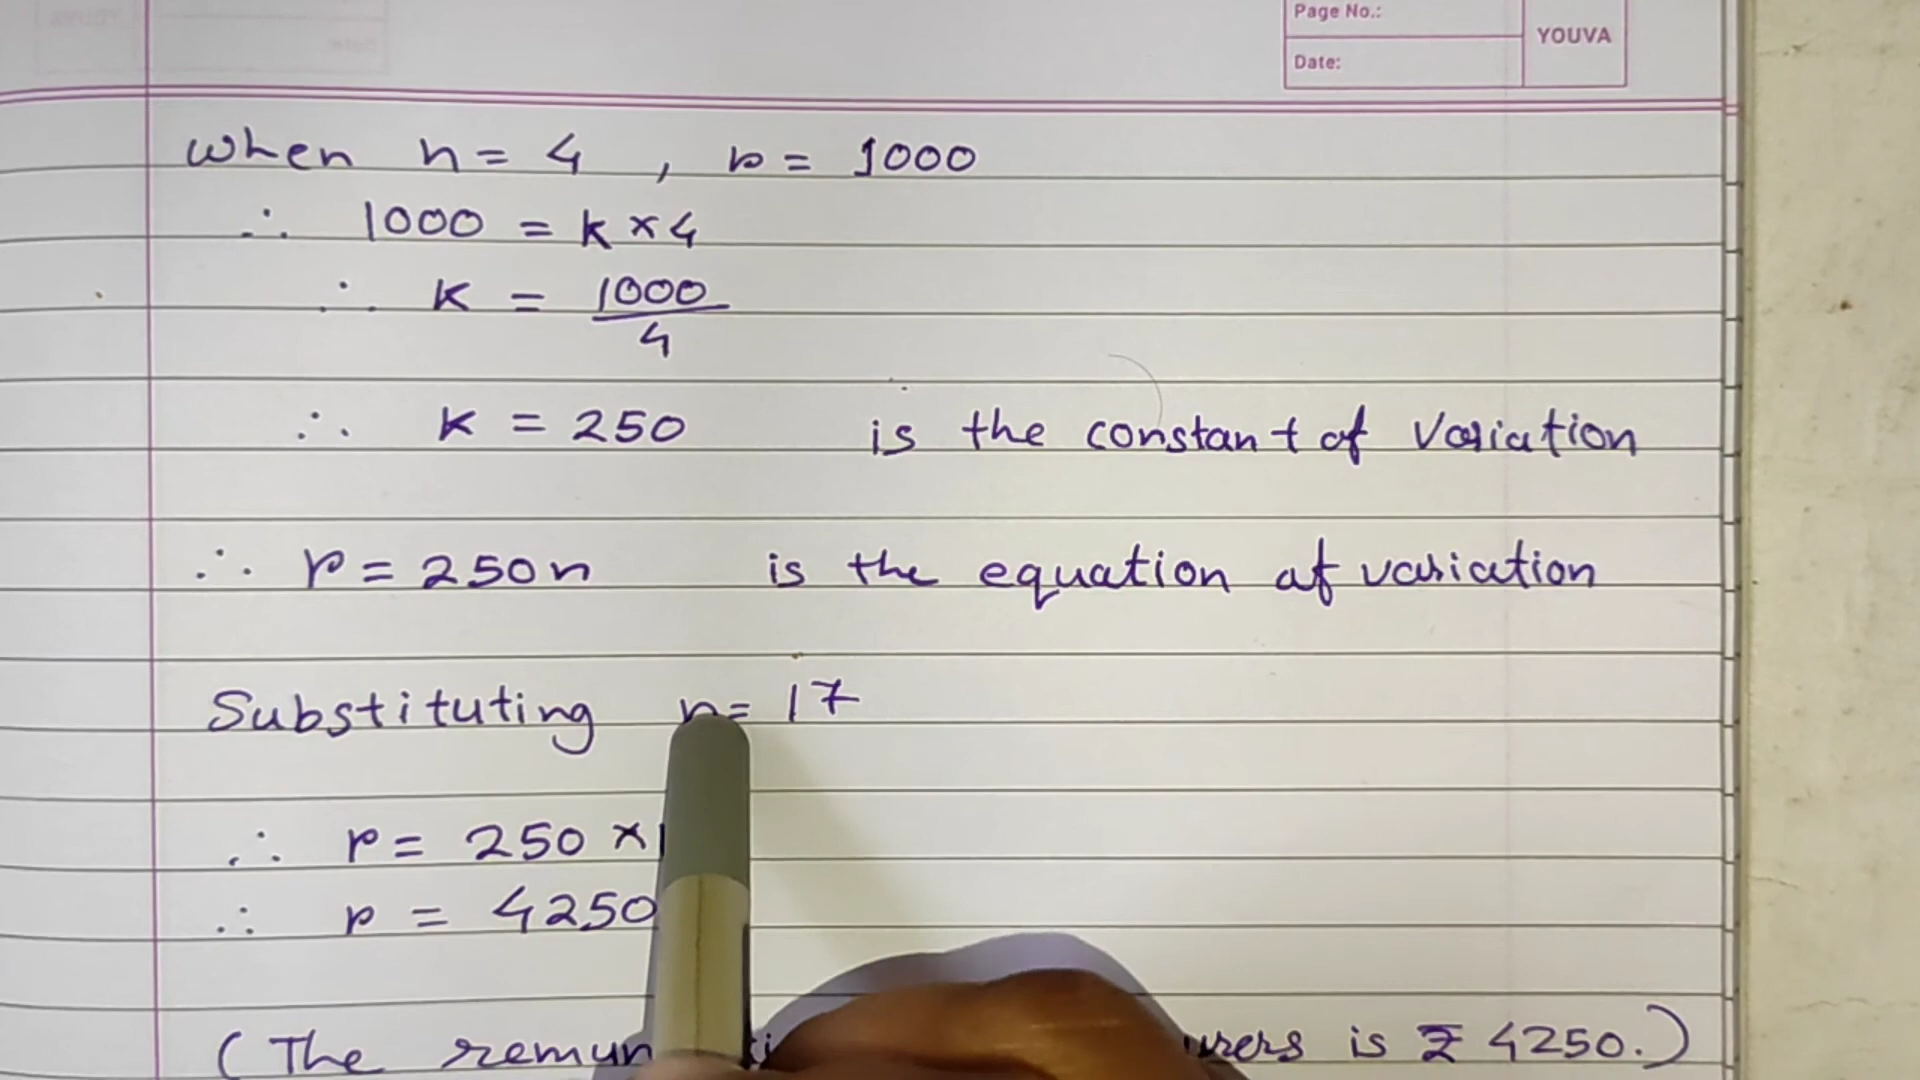 Page No.:
YOUVA
Date:
When n = 4 , r = 1000
∴ 1000 = k × 4
∴ K = 1000
4
∴ K = 250 is the constant of Variation
∴ r = 250n is the equation of variation
Substituting n = 17
∴ r = 250 ×
∴ r = 4250
(The is ₹ 4250.)